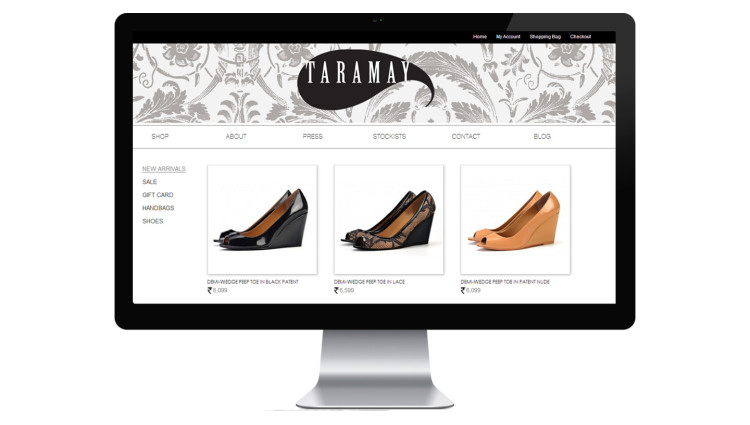 Home My Account Shopping Bag Checkout
TARAMAY
SHOP ABOUT PRESS STOCKISTS CONTACT BLOG
NEW ARRIVALS
SALE
GIFT CARD
HANDBAGS
SHOES
DEMI-WEDGE PEEP TOE IN BLACK PATENT
₹ 6,099
DEMI-WEDGE PEEP TOE IN LACE
₹ 6,599
DEMI-WEDGE PEEP TOE IN PATENT NUDE
₹ 6,099